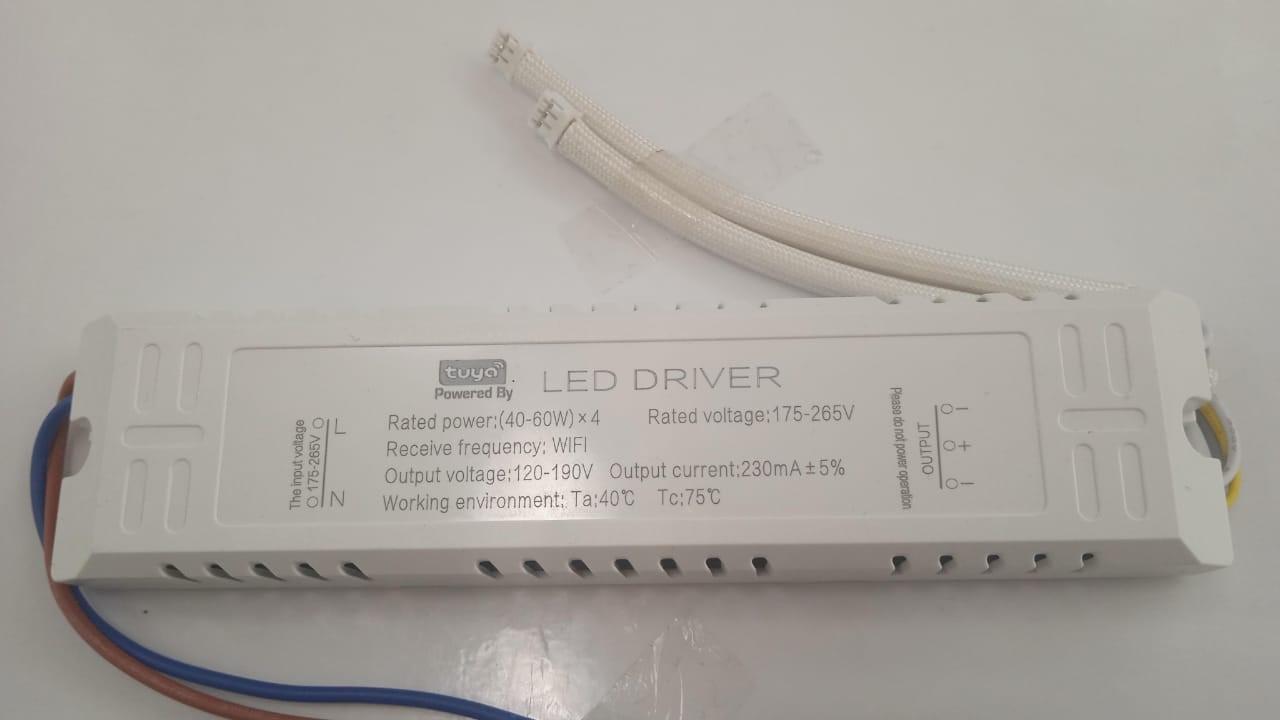 tuya
Powered By
LED DRIVER
Rated power:(40-60W)×4 Rated voltage:175-265V
Receive frequency: WIFI
Output voltage:120-190V Output current:230mA±5%
Working environment: Ta:40℃ Tc:75℃
The input voltage
175-265V
L
N
Please do not power operation
OUTPUT
−
+
−